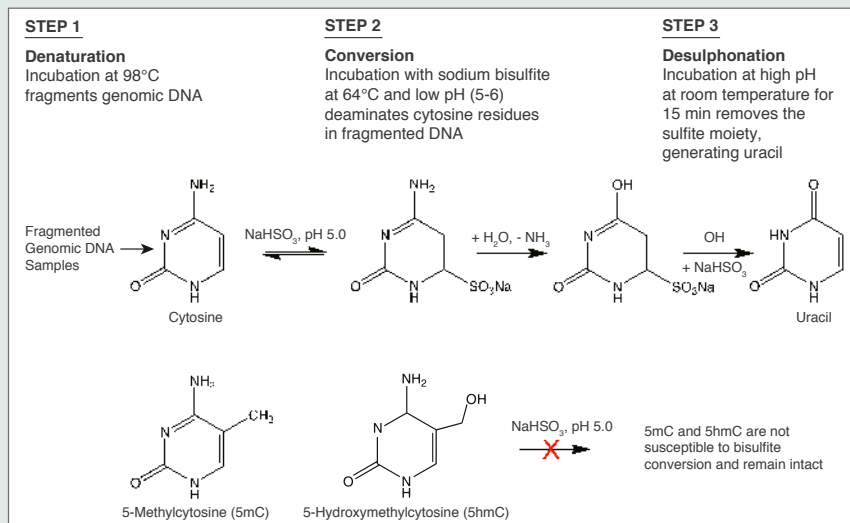 STEP 1
Denaturation
Incubation at 98°C
fragments genomic DNA
STEP 2
Conversion
Incubation with sodium bisulfite
at 64°C and low pH (5-6)
deaminates cytosine residues
in fragmented DNA
STEP 3
Desulphonation
Incubation at high pH
at room temperature for
15 min removes the
sulfite moiety,
generating uracil
Fragmented
Genomic DNA
Samples
NH₂
N
O
N
H
Cytosine
NaHSO₃, pH 5.0
NH₂
N
O
N
H
SO₃Na
+ H₂O, - NH₃
OH
N
O
N
H
SO₃Na
OH
+ NaHSO₃
O
HN
O
N
H
Uracil
NH₂
CH₃
N
O
N
H
5-Methylcytosine (5mC)
NH₂
OH
N
O
N
H
5-Hydroxymethylcytosine (5hmC)
NaHSO₃, pH 5.0
5mC and 5hmC are not
susceptible to bisulfite
conversion and remain intact